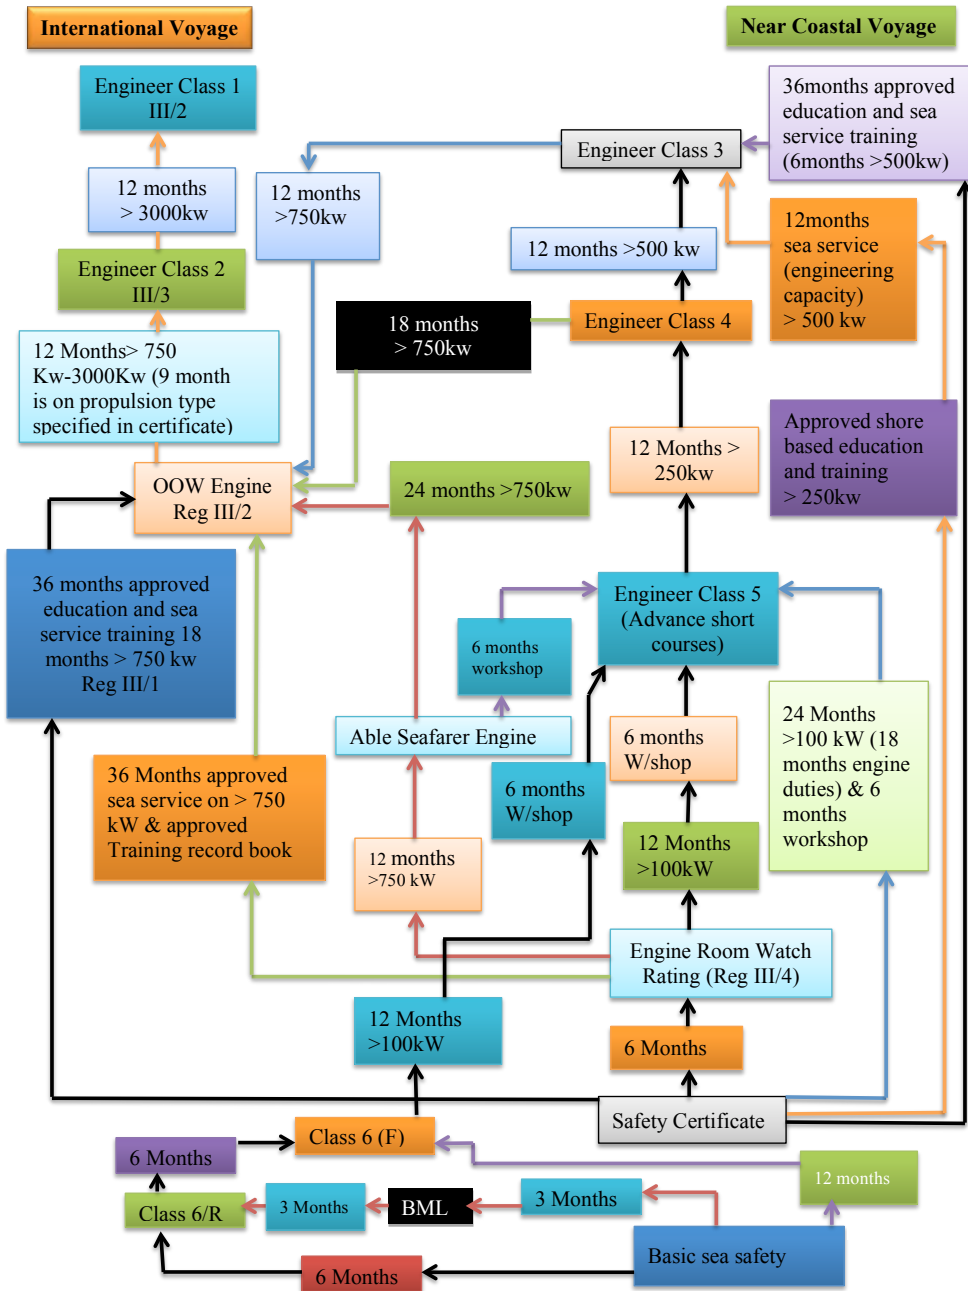 International Voyage
Near Coastal Voyage
Engineer Class 1
III/2
36months approved
education and sea
service training
(6months >500kw)
Engineer Class 3
12 months
> 3000kw
12 months
>750kw
12months
sea service
(engineering
capacity)
> 500 kw
12 months >500 kw
Engineer Class 2
III/3
18 months
> 750kw
Engineer Class 4
12 Months> 750
Kw-3000Kw (9 month
is on propulsion type
specified in certificate)
Approved shore
based education
and training
> 250kw
12 Months >
250kw
OOW Engine
Reg III/2
24 months >750kw
36 months approved
education and sea
service training 18
months > 750 kw
Reg III/1
Engineer Class 5
(Advance short
courses)
6 months
workshop
24 Months
>100 kW (18
months engine
duties) & 6
months
workshop
Able Seafarer Engine
6 months
W/shop
36 Months approved
sea service on > 750
kW & approved
Training record book
6 months
W/shop
12 months
>750 kW
12 Months
>100kW
Engine Room Watch
Rating (Reg III/4)
12 Months
>100kW
6 Months
Safety Certificate
Class 6 (F)
6 Months
12 months
Class 6/R
3 Months
BML
3 Months
Basic sea safety
6 Months